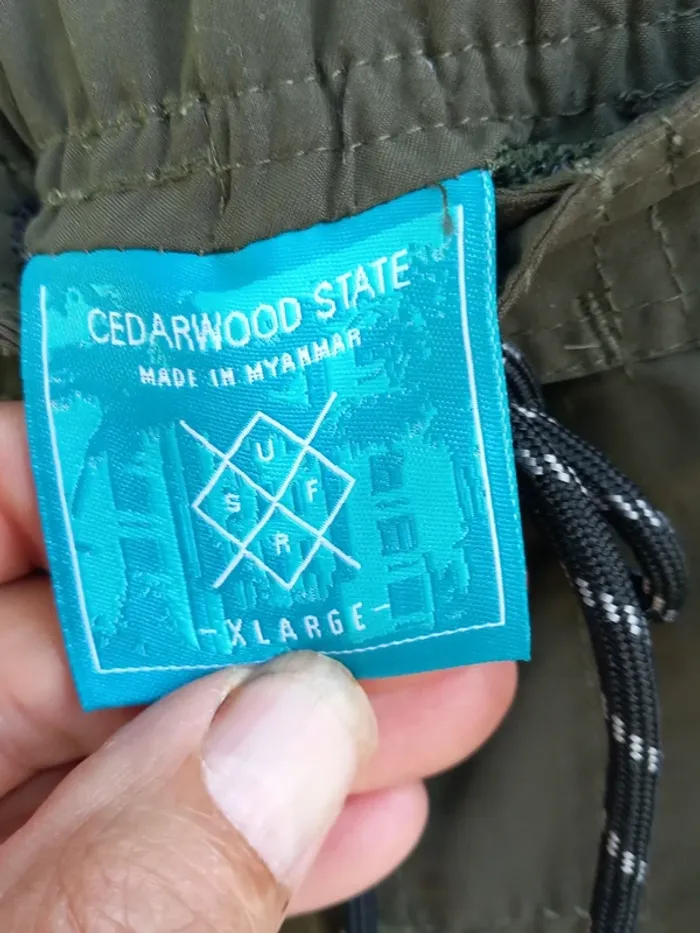 CEDARWOOD STATE
MADE IN MYANMAR
U
S F
R
-XLARGE-